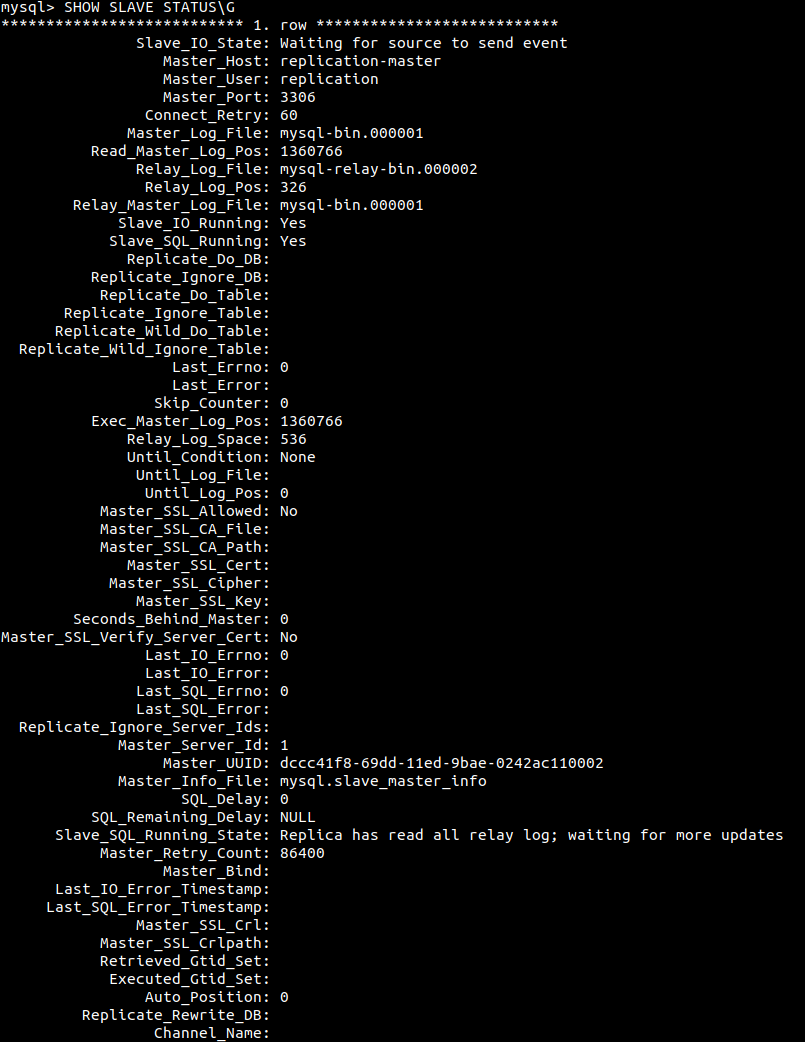 mysql> SHOW SLAVE STATUS\G
*************************** 1. row ***************************
Slave_IO_State: Waiting for source to send event
Master_Host: replication-master
Master_User: replication
Master_Port: 3306
Connect_Retry: 60
Master_Log_File: mysql-bin.000001
Read_Master_Log_Pos: 1360766
Relay_Log_File: mysql-relay-bin.000002
Relay_Log_Pos: 326
Relay_Master_Log_File: mysql-bin.000001
Slave_IO_Running: Yes
Slave_SQL_Running: Yes
Replicate_Do_DB:
Replicate_Ignore_DB:
Replicate_Do_Table:
Replicate_Ignore_Table:
Replicate_Wild_Do_Table:
Replicate_Wild_Ignore_Table:
Last_Errno: 0
Last_Error:
Skip_Counter: 0
Exec_Master_Log_Pos: 1360766
Relay_Log_Space: 536
Until_Condition: None
Until_Log_File:
Until_Log_Pos: 0
Master_SSL_Allowed: No
Master_SSL_CA_File:
Master_SSL_CA_Path:
Master_SSL_Cert:
Master_SSL_Cipher:
Master_SSL_Key:
Seconds_Behind_Master: 0
Master_SSL_Verify_Server_Cert: No
Last_IO_Errno: 0
Last_IO_Error:
Last_SQL_Errno: 0
Last_SQL_Error:
Replicate_Ignore_Server_Ids:
Master_Server_Id: 1
Master_UUID: dccc41f8-69dd-11ed-9bae-0242ac110002
Master_Info_File: mysql.slave_master_info
SQL_Delay: 0
SQL_Remaining_Delay: NULL
Slave_SQL_Running_State: Replica has read all relay log; waiting for more updates
Master_Retry_Count: 86400
Master_Bind:
Last_IO_Error_Timestamp:
Last_SQL_Error_Timestamp:
Master_SSL_Crl:
Master_SSL_Crlpath:
Retrieved_Gtid_Set:
Executed_Gtid_Set:
Auto_Position: 0
Replicate_Rewrite_DB:
Channel_Name: